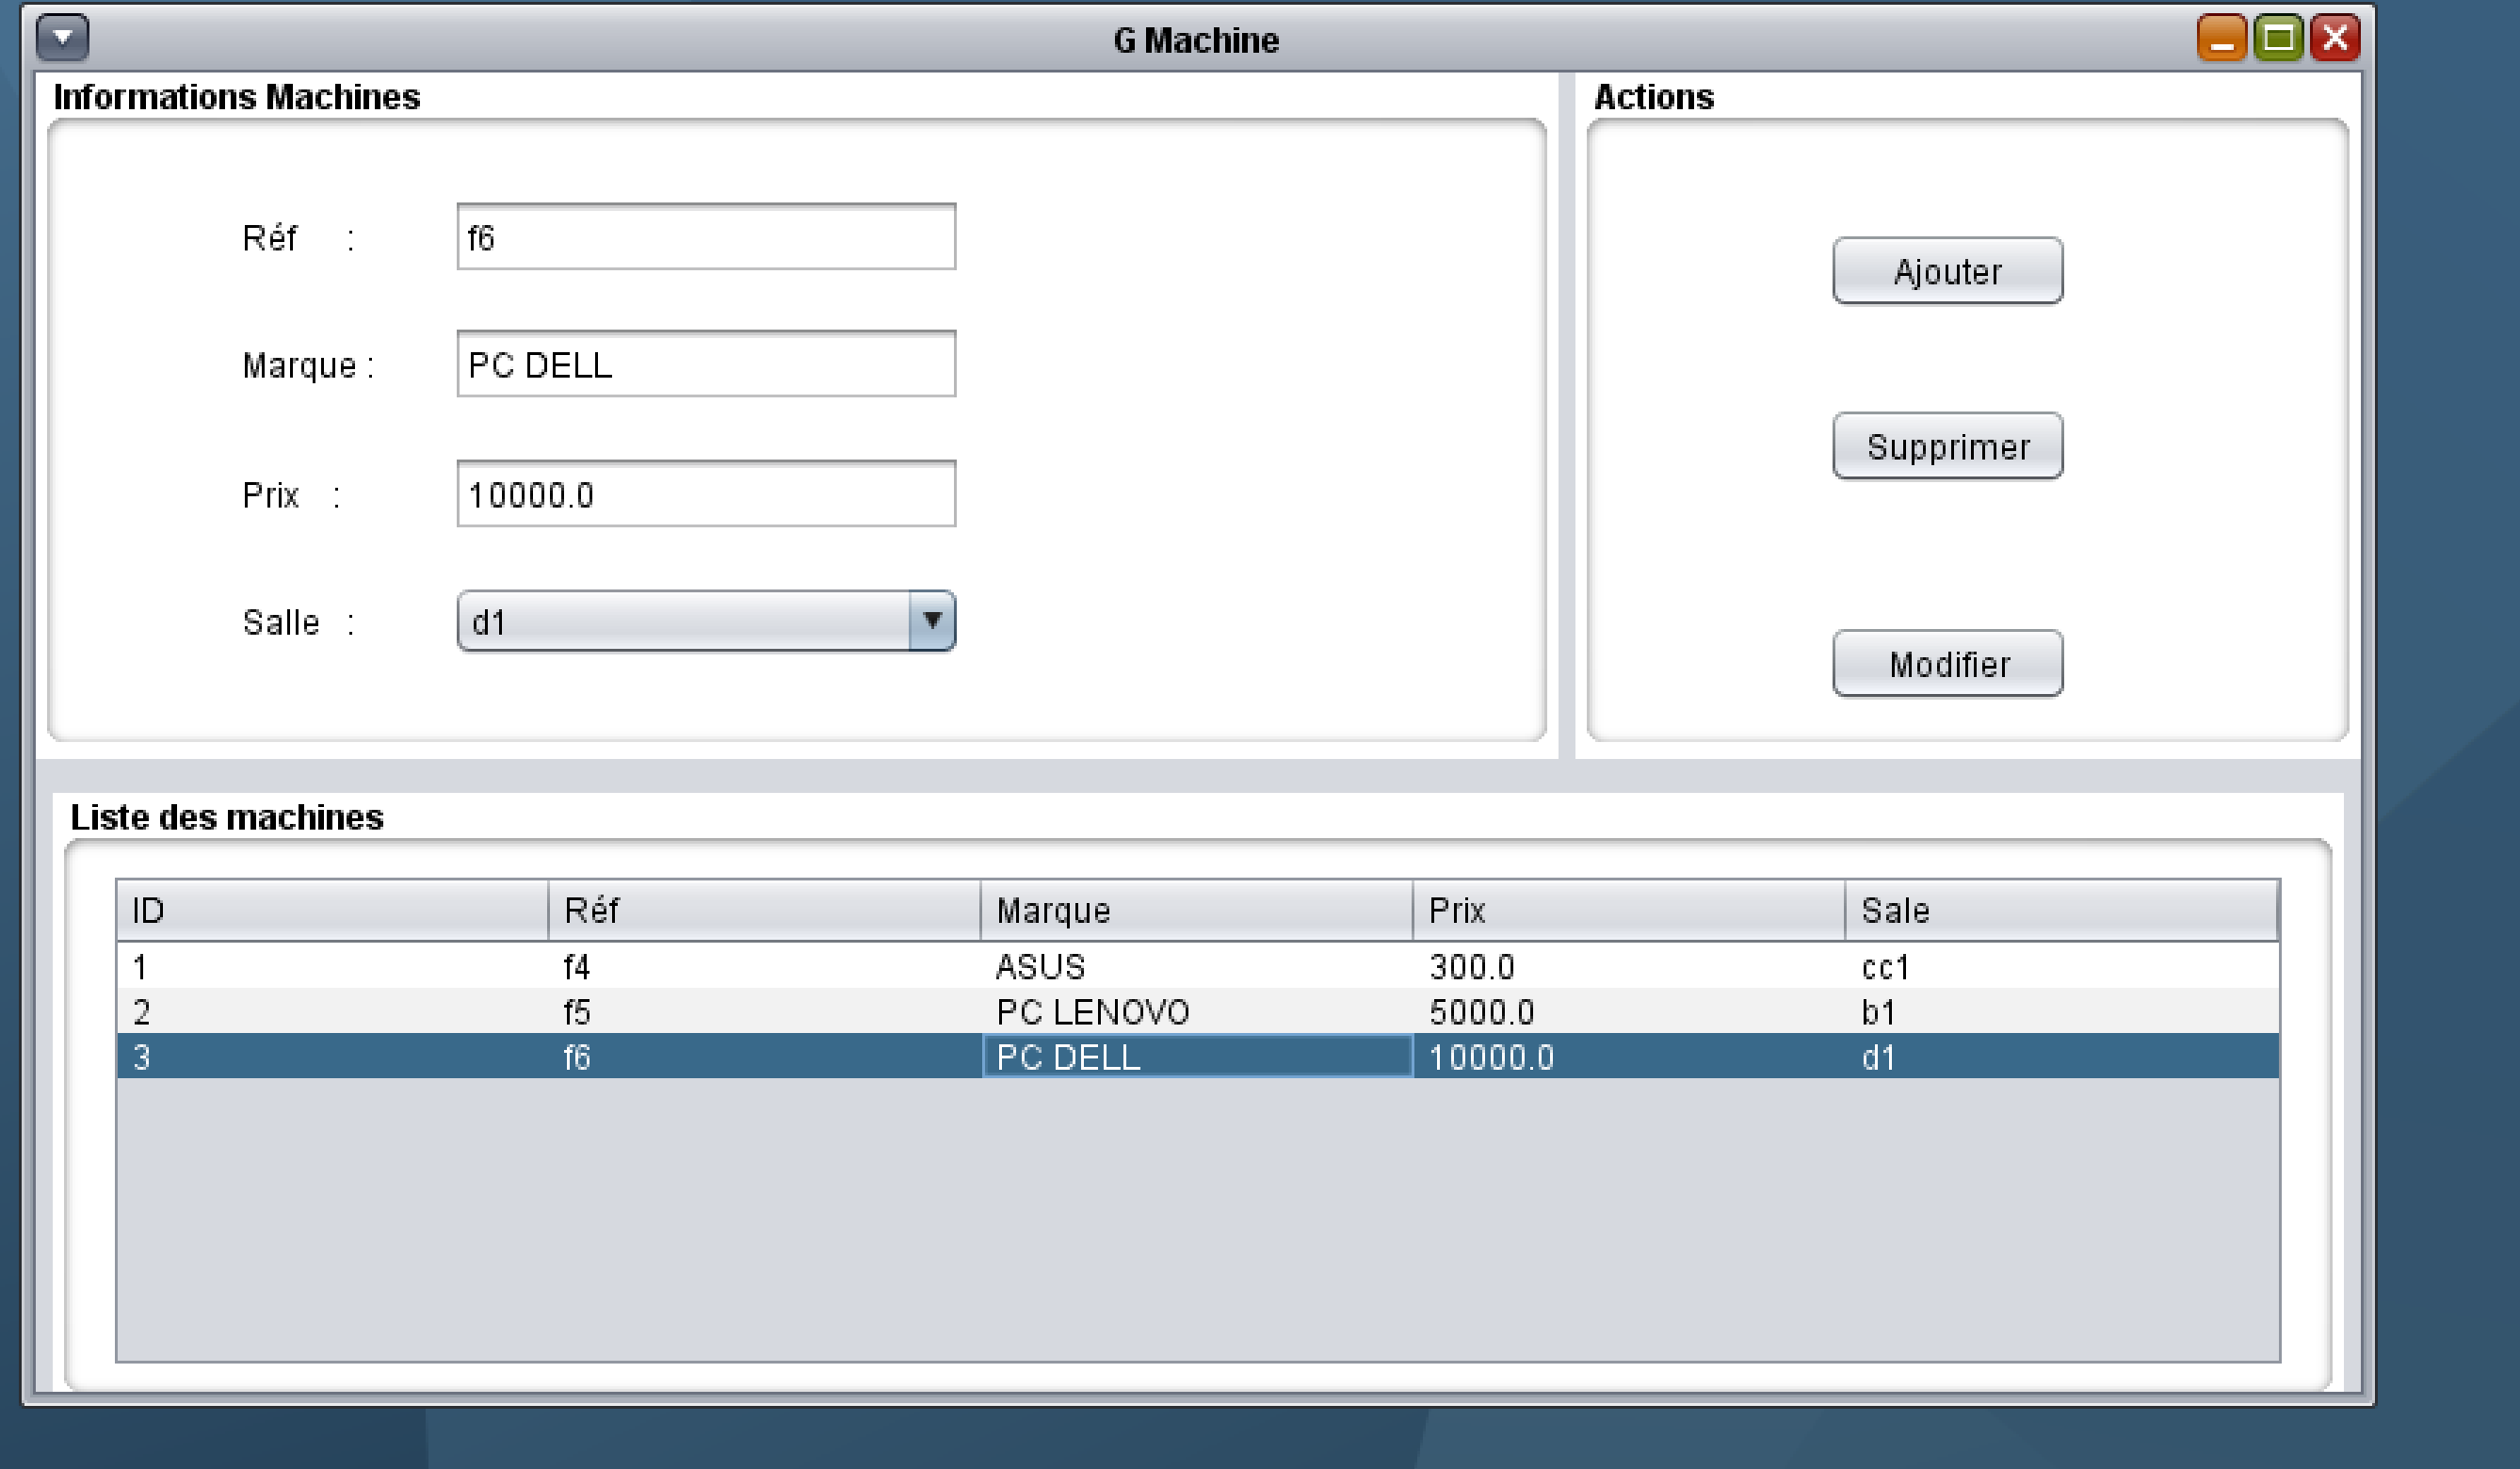 G Machine
Informations Machines
Réf :
f6
Marque :
PC DELL
Prix :
10000.0
Salle :
d1
Actions
Ajouter
Supprimer
Modifier
Liste des machines
ID Réf Marque Prix Sale
1 f4 ASUS 300.0 cc1
2 f5 PC LENOVO 5000.0 b1
3 f6 PC DELL 10000.0 d1